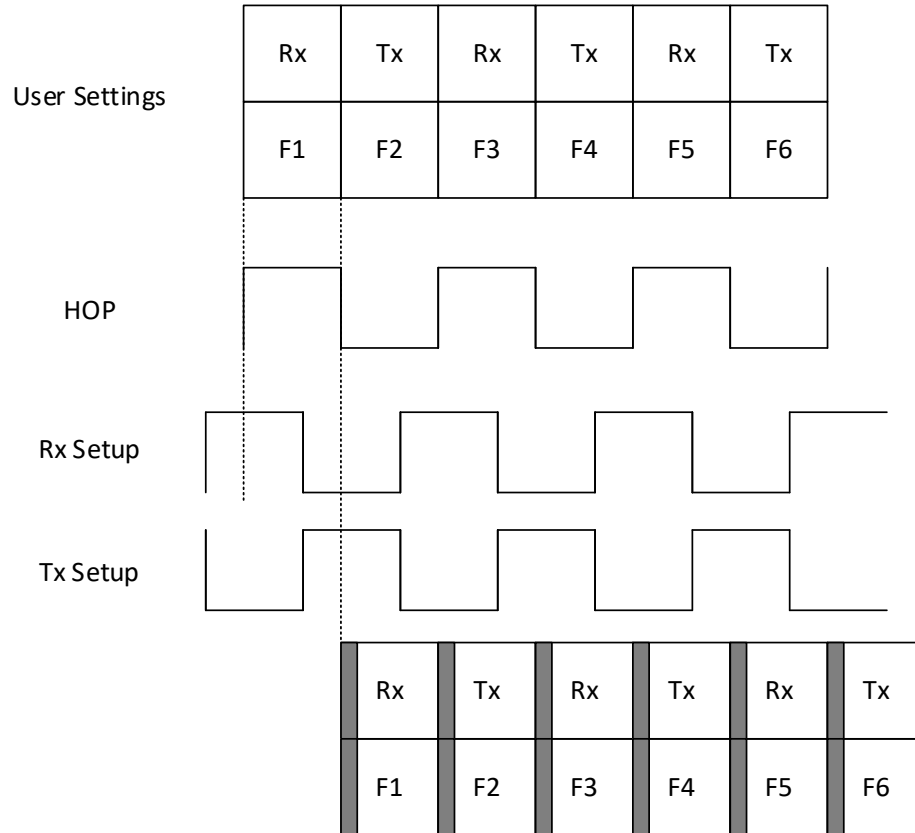 Rx Tx Rx Tx Rx Tx
User Settings
F1 F2 F3 F4 F5 F6
HOP
Rx Setup
Tx Setup
Rx Tx Rx Tx Rx Tx
F1 F2 F3 F4 F5 F6